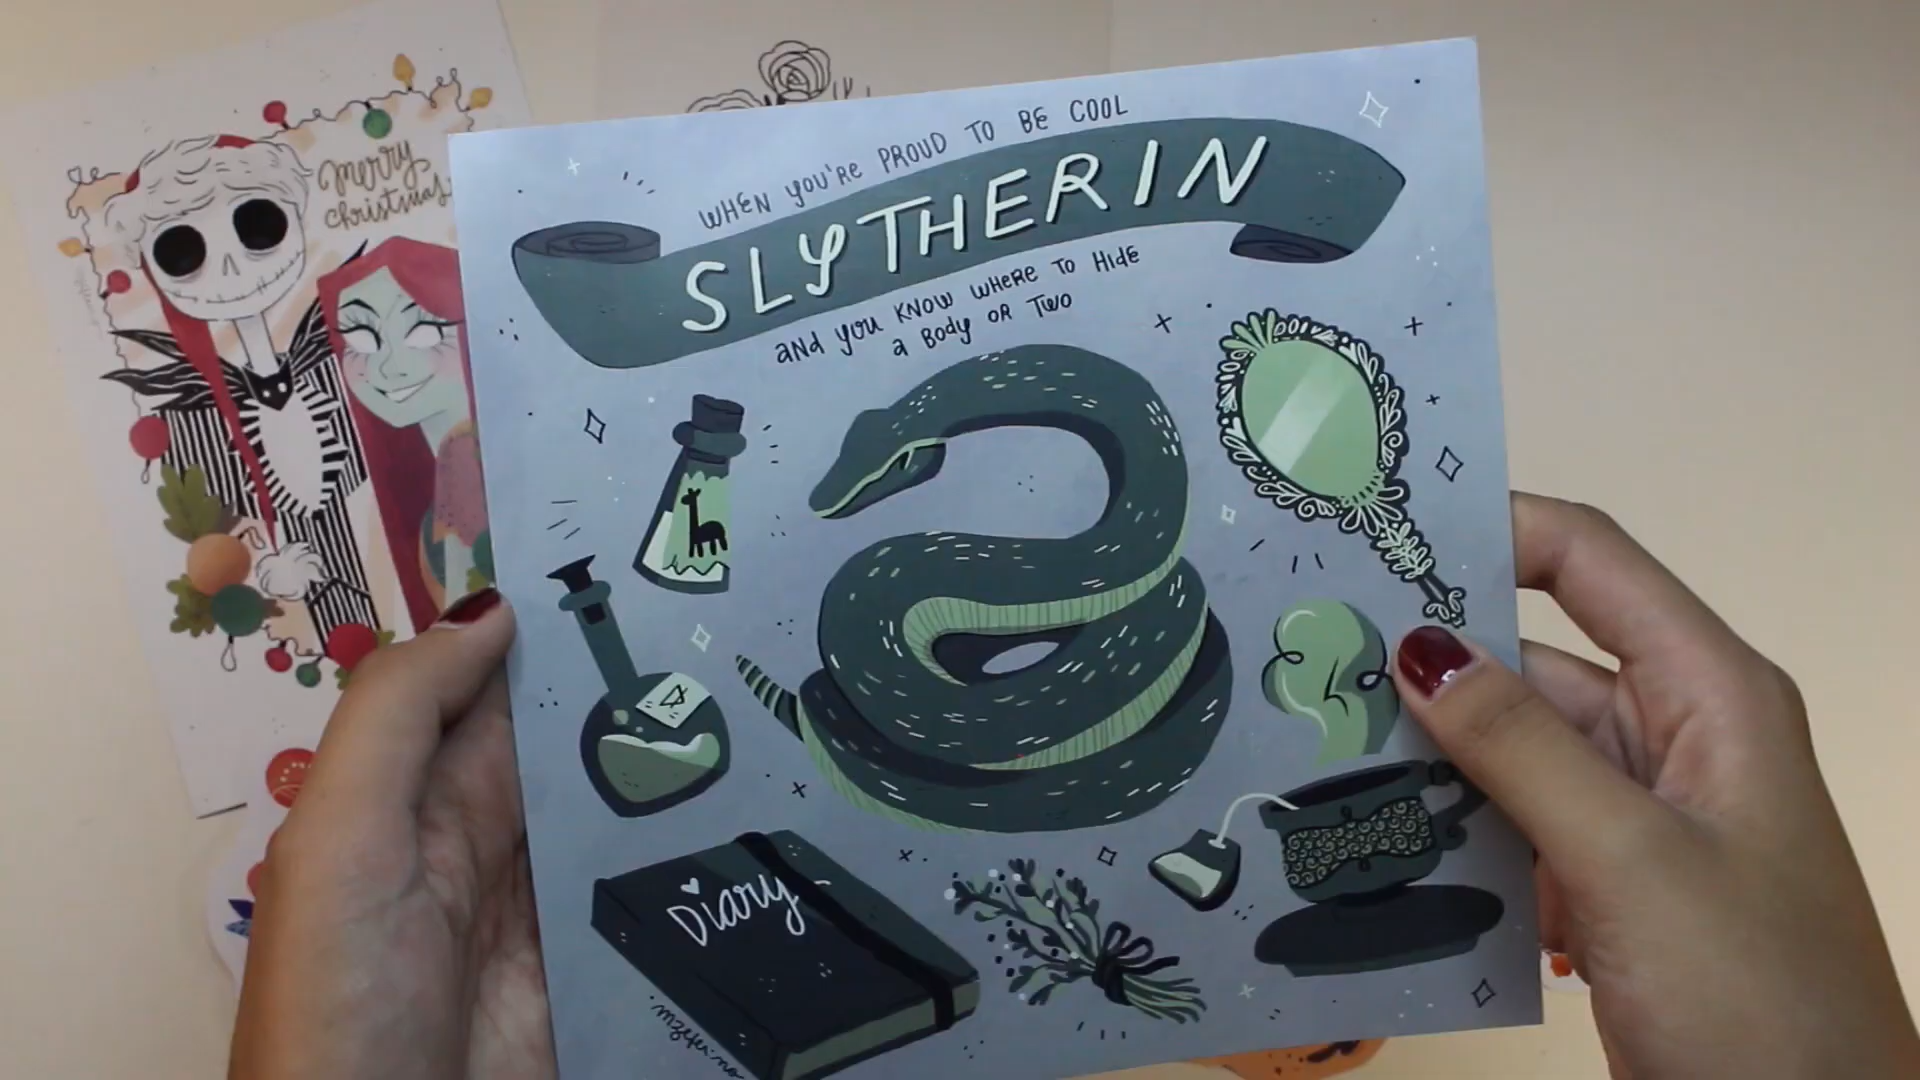 WHEN YOU'RE PROUD TO BE COOL
SLYTHERIN
AND YOU KNOW WHERE TO HIDE
A BODY OR TWO
Merry
christmas
Diary
mzeferino